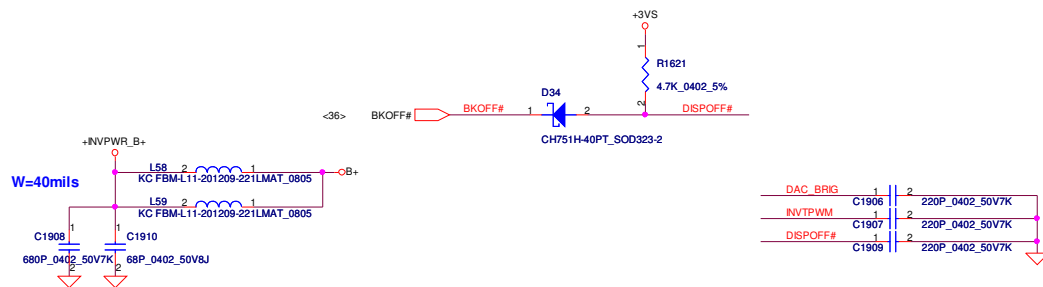 +3VS
1
R1621
4.7K_0402_5%
2
D34
<36>
BKOFF#
BKOFF#
1
2
DISPOFF#
CH751H-40PT_SOD323-2
+INVPWR_B+
L58
2
1
KC FBM-L11-201209-221LMAT_0805
B+
W=40mils
L59
2
1
KC FBM-L11-201209-221LMAT_0805
1
C1908
680P_0402_50V7K
2
1
C1910
68P_0402_50V8J
2
DAC_BRIG
1
C1906
2
220P_0402_50V7K
INVTPWM
1
C1907
2
220P_0402_50V7K
DISPOFF#
1
C1909
2
220P_0402_50V7K